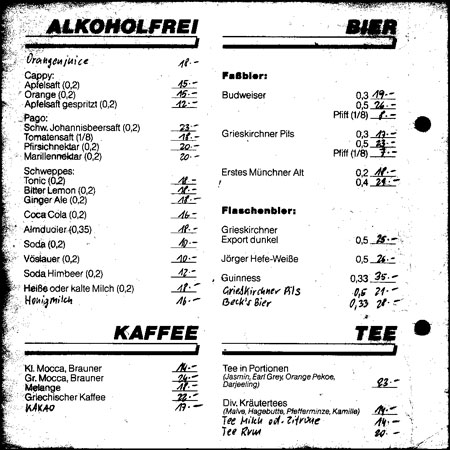 ALKOHOLFREI
Orangenjuice 18.-
Cappy:
Apfelsaft (0,2) 15.-
Orange (0,2) 15.-
Apfelsaft gespritzt (0,2) 12.-
Pago:
Schw. Johannisbeersaft (0,2) 23.-
Tomatensaft (1/8) 18.-
Pfirsichnektar (0,2) 20.-
Marillennektar (0,2) 20.-
Schweppes:
Tonic (0,2) 18.-
Bitter Lemon (0,2) 18.-
Ginger Ale (0,2) 18.-
Coca Cola (0,2) 16.-
Almduoier (0,35) 18.-
Soda (0,2) 10.-
Vöslauer (0,2) 10.-
Soda Himbeer (0,2) 12.-
Heiße oder kalte Milch (0,2) 18.-
Honigmilch 16.-
KAFFEE
Kl. Mocca, Brauner 14.-
Gr. Mocca, Brauner 24.-
Melange 18.-
Griechischer Kaffee 22.-
KAKAO 17.-
BIER
Faßbier:
Budweiser 0,3 19.-
0,5 26.-
Pfiff (1/8) 8.-
Grieskirchner Pils 0,3 17.-
0,5 23.-
Pfiff (1/8) 7.-
Erstes Münchner Alt 0,2 18.-
0,4 29.-
Flaschenbier:
Grieskirchner
Export dunkel 0,5 25.-
Jörger Hefe-Weiße 0,5 26.-
Guinness 0,33 35.-
Grieskirchner Pils 0,5 21.-
Beck's Bier 0,33 28.-
TEE
Tee in Portionen
(Jasmin, Earl Grey, Orange Pekoe,
Darjeeling) 23.-
Div. Kräutertees
(Malve, Hagebutte, Pfefferminze, Kamille) 14.-
Tee Milch od. Zitrone 14.-
Tee Rum 20.-